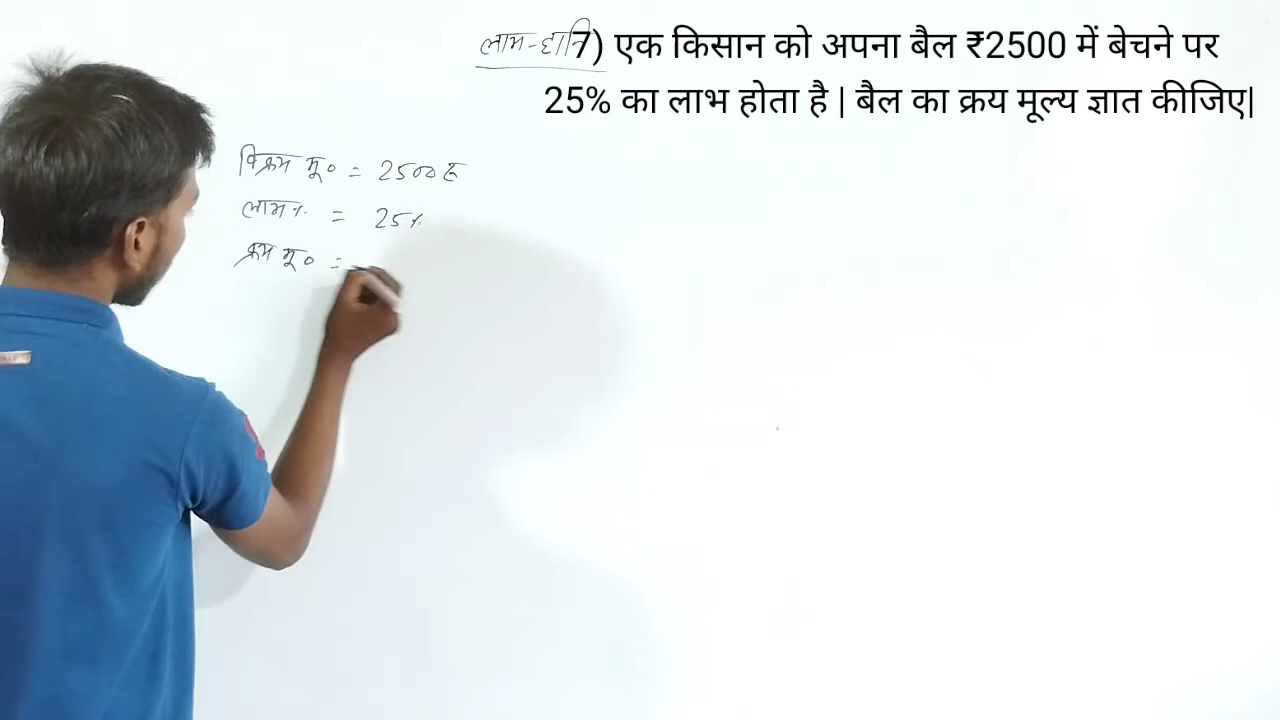 लाभ-हानि
7) एक किसान को अपना बैल ₹2500 में बेचने पर
25% का लाभ होता है | बैल का क्रय मूल्य ज्ञात कीजिए|
विक्रय मू० = 2500 रु
लाभ% = 25%
क्रय मू० =